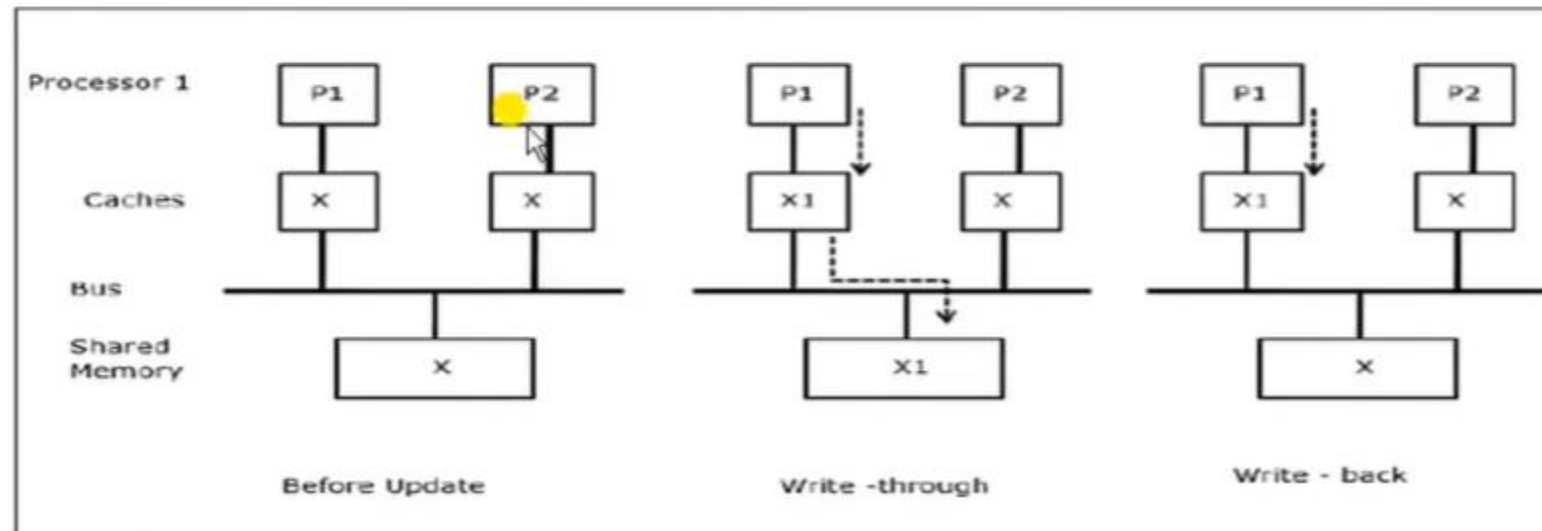 Processor 1
P1
P2
P1
P2
P1
P2
Caches
X
X
X1
X
X1
X
Bus
Shared
Memory
X
X1
X
Before Update
Write -through
Write - back